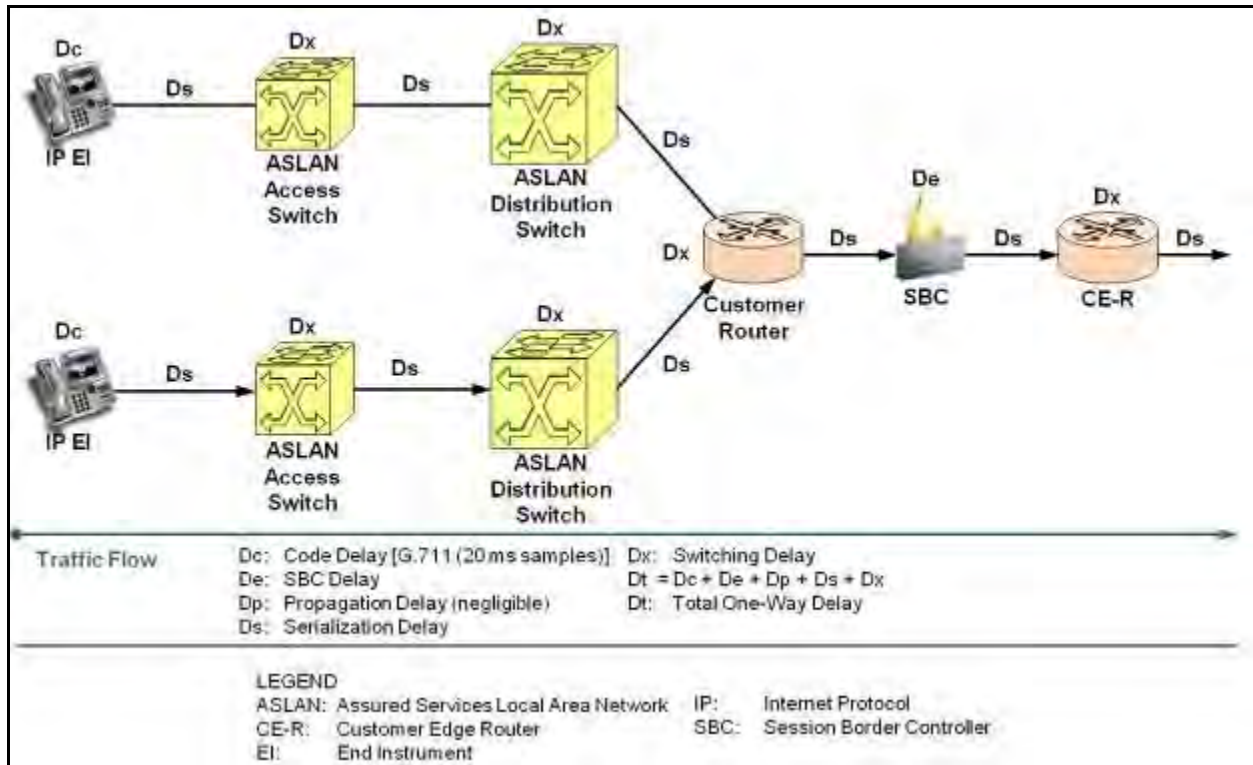 Dc
Dx
Dx
Ds
Ds
IP EI
ASLAN
Access
Switch
ASLAN
Distribution
Switch
Ds
De
Dx
Dx
Ds
Ds
Ds
Customer
Router
SBC
CE-R
Dc
Dx
Dx
Ds
Ds
Ds
IP EI
ASLAN
Access
Switch
ASLAN
Distribution
Switch
Traffic Flow
Dc: Code Delay [G.711 (20 ms samples)]
De: SBC Delay
Dp: Propagation Delay (negligible)
Ds: Serialization Delay
Dx: Switching Delay
Dt = Dc + De + Dp + Ds + Dx
Dt: Total One-Way Delay
LEGEND
ASLAN: Assured Services Local Area Network
CE-R: Customer Edge Router
EI: End Instrument
IP: Internet Protocol
SBC: Session Border Controller